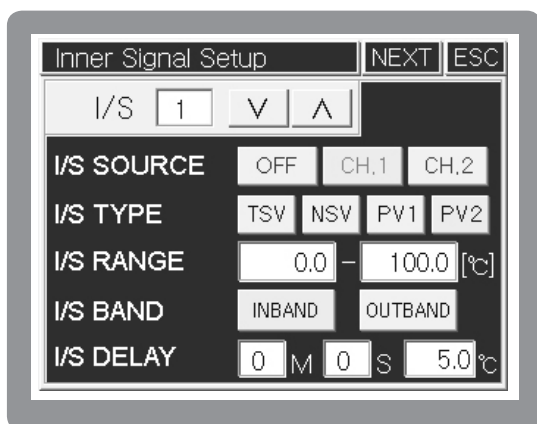 Inner Signal Setup NEXT ESC
I/S 1 ∨ ∧
I/S SOURCE OFF CH.1 CH.2
I/S TYPE TSV NSV PV1 PV2
I/S RANGE 0.0 – 100.0 [℃]
I/S BAND INBAND OUTBAND
I/S DELAY 0 M 0 S 5.0 ℃